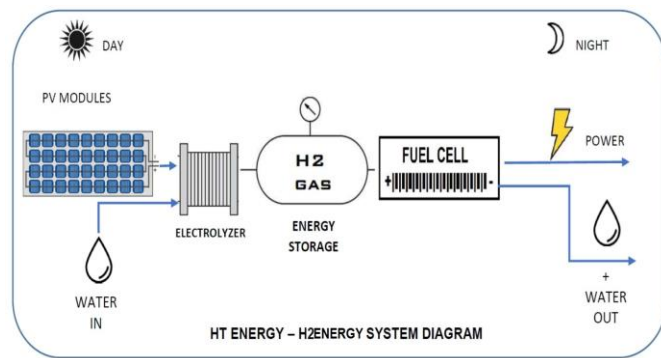 DAY
NIGHT
PV MODULES
H2
GAS
FUEL CELL
+ -
POWER
ELECTROLYZER
ENERGY
STORAGE
WATER
IN
+
WATER
OUT
HT ENERGY – H2ENERGY SYSTEM DIAGRAM